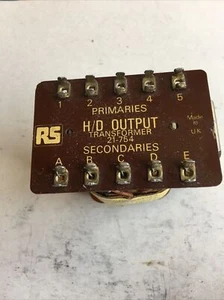 1 2 3 4 5
PRIMARIES
H/D OUTPUT
Made in U.K.
RS
TRANSFORMER
21-754
SECONDARIES
A B C D E